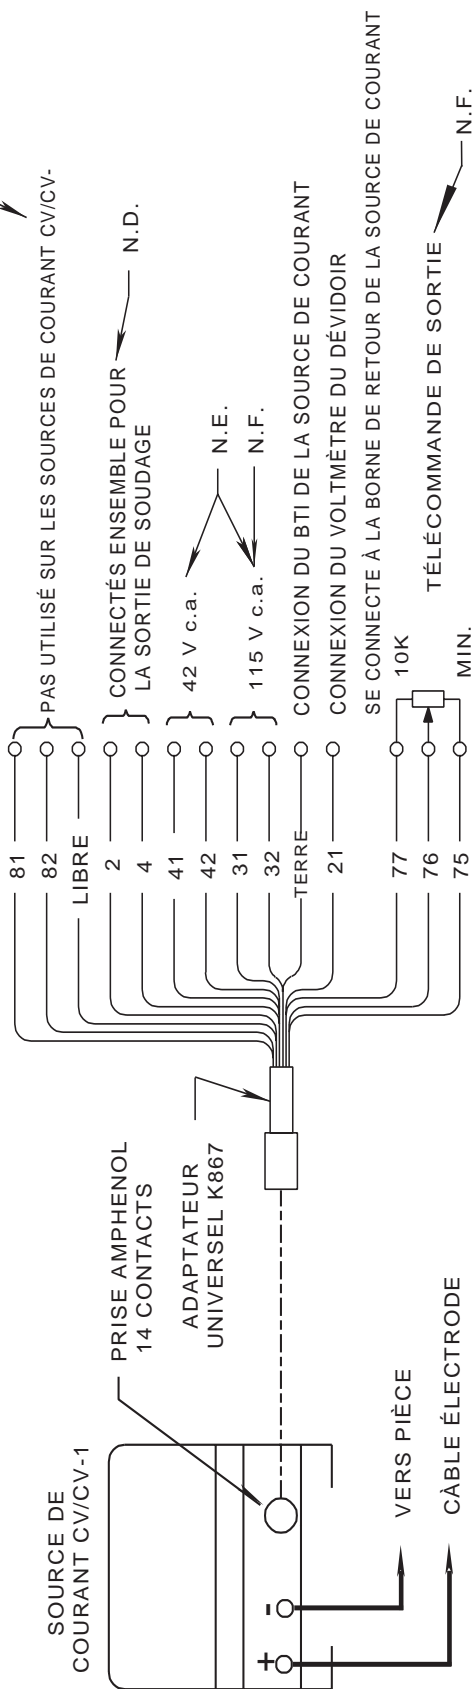 SOURCE DE
COURANT CV/CV-1
+
-
VERS PIÈCE
CÀBLE ÉLECTRODE
PRISE AMPHENOL
14 CONTACTS
ADAPTATEUR
UNIVERSEL K867
81
82
LIBRE
2
4
41
42
31
32
TERRE
21
77
76
75
PAS UTILISÉ SUR LES SOURCES DE COURANT CV/CV-
CONNECTÉS ENSEMBLE POUR
LA SORTIE DE SOUDAGE
N.D.
42 V c.a.
N.E.
115 V c.a.
N.F.
CONNEXION DU BTI DE LA SOURCE DE COURANT
CONNEXION DU VOLTMÈTRE DU DÉVIDOIR
SE CONNECTE À LA BORNE DE RETOUR DE LA SOURCE DE COURANT
10K
TÉLÉCOMMANDE DE SORTIE
N.F.
MIN.